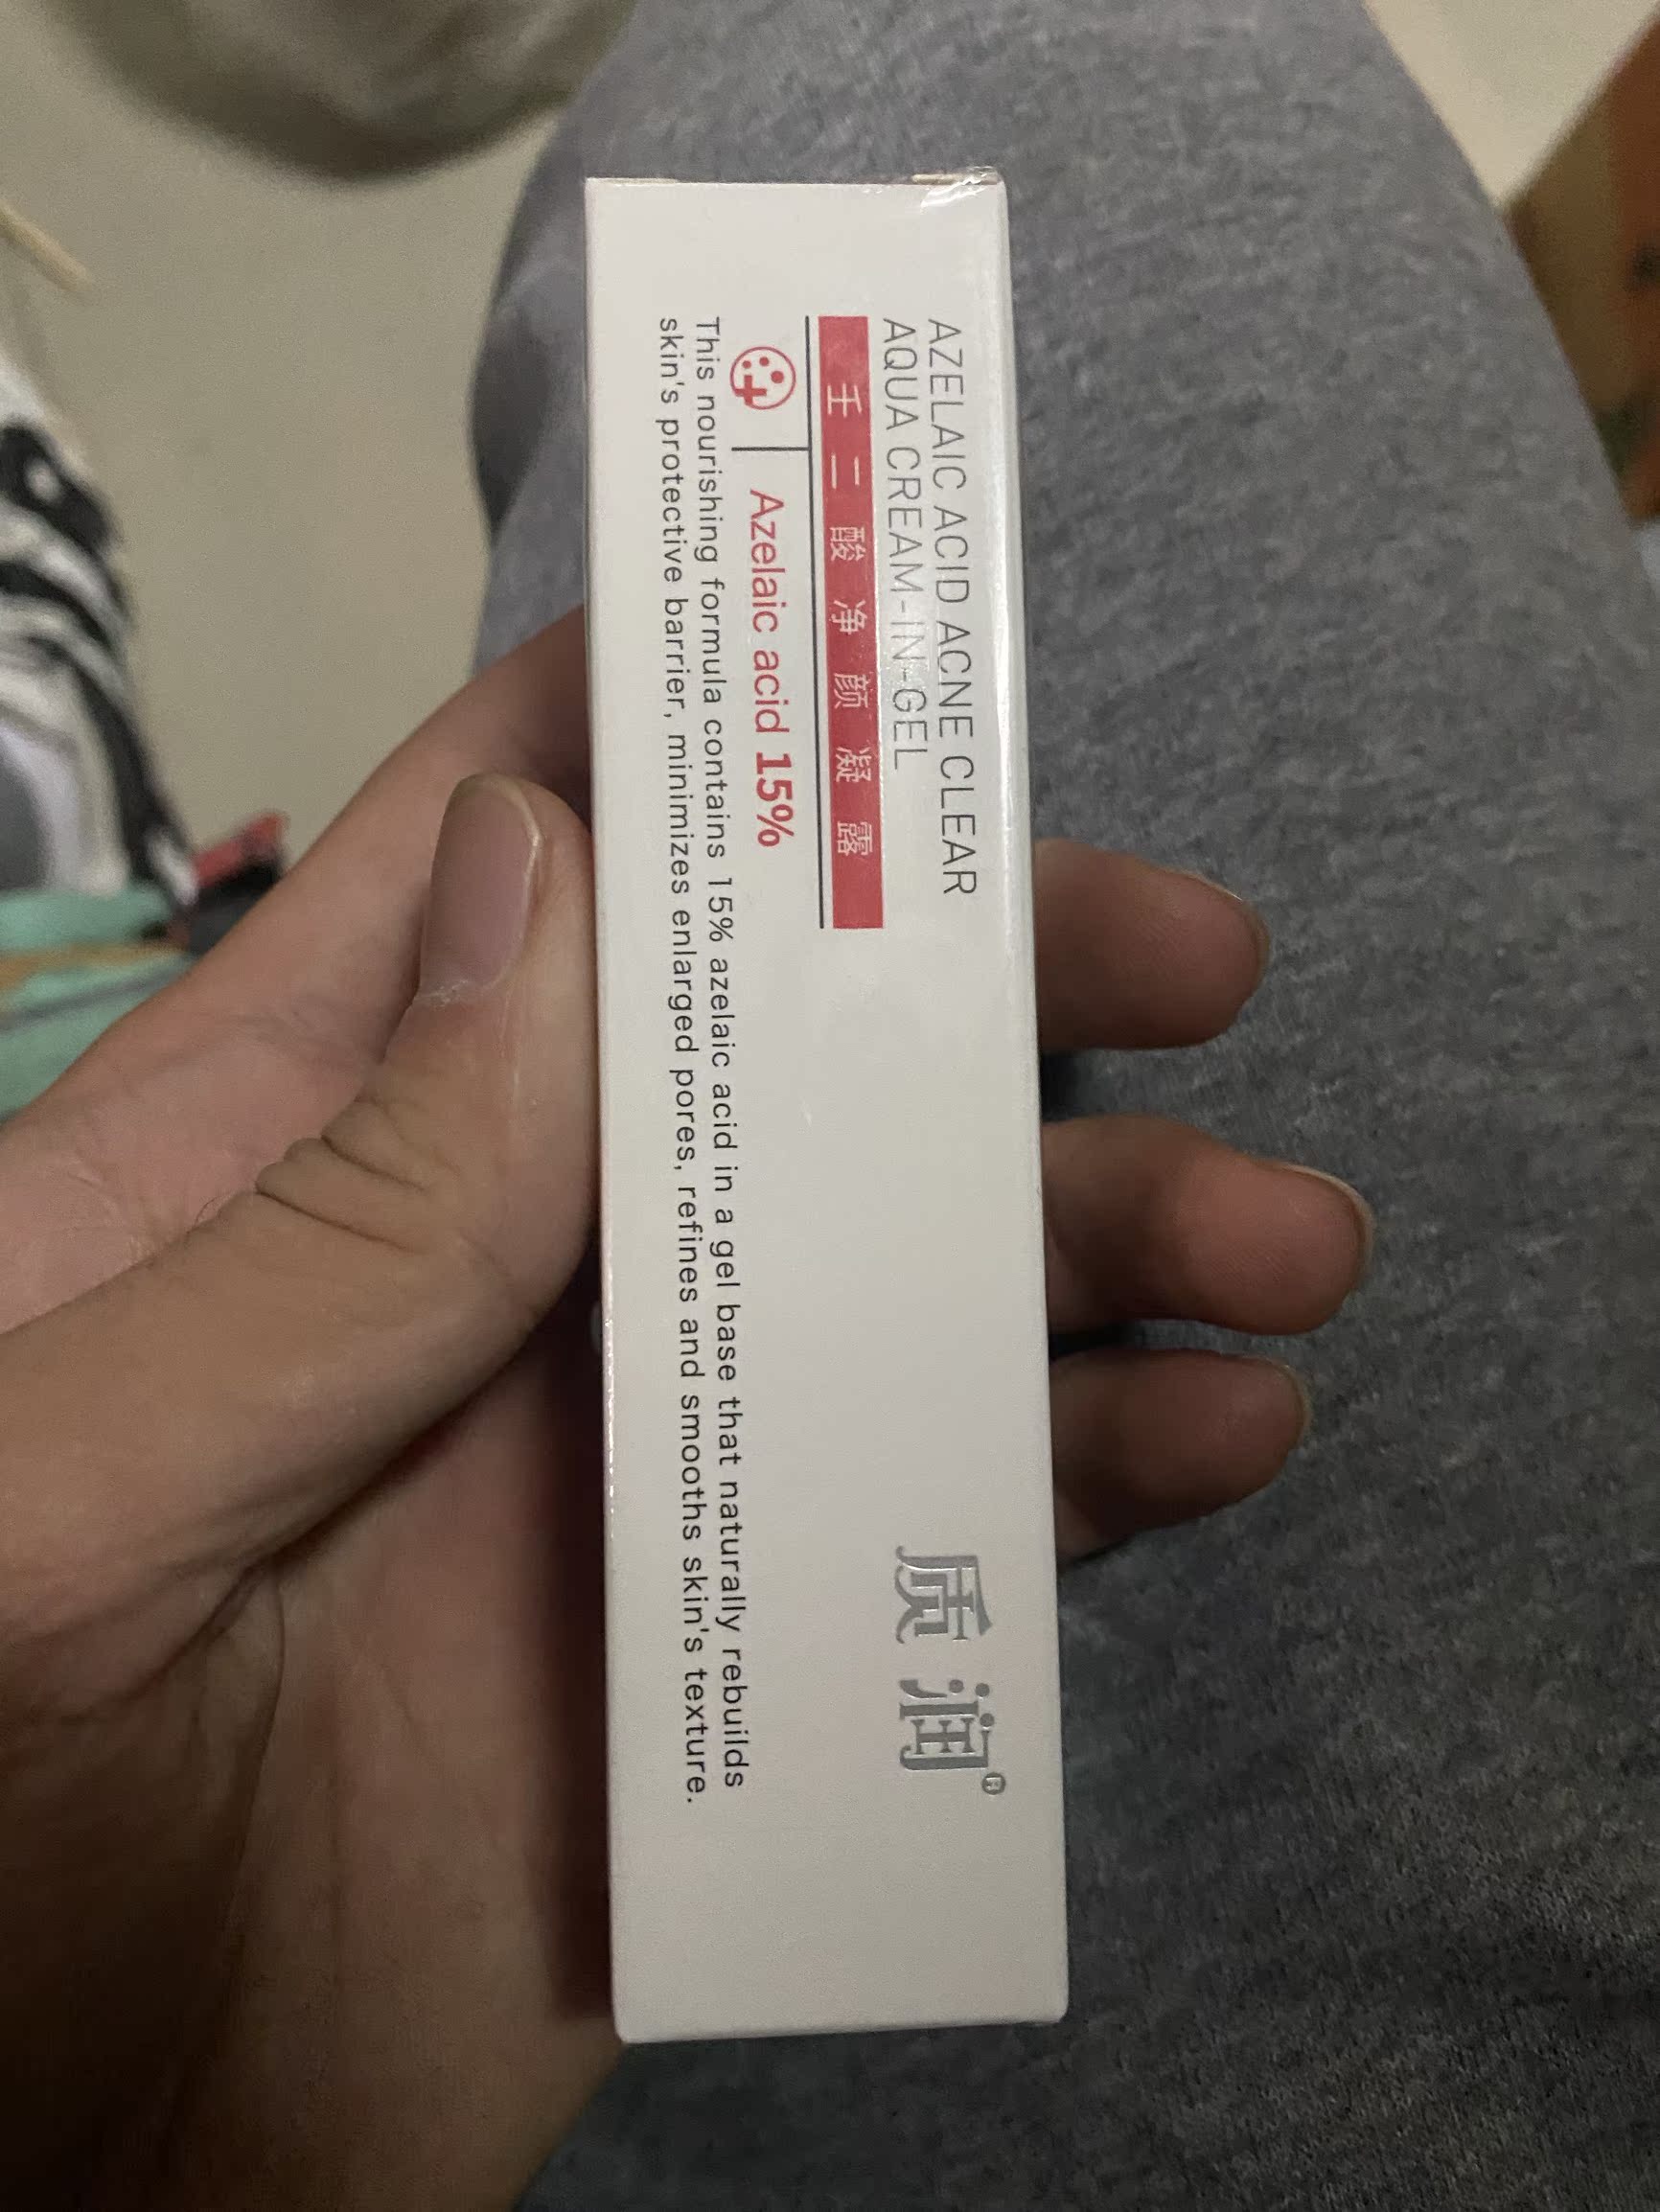 AZELAIC ACID ACNE CLEAR
AQUA CREAM-IN-GEL
壬二酸净颜凝露
Azelaic acid 15%
This nourishing formula contains 15% azelaic acid in a gel base that naturally rebuilds
skin's protective barrier, minimizes enlarged pores, refines and smooths skin's texture.
质润®